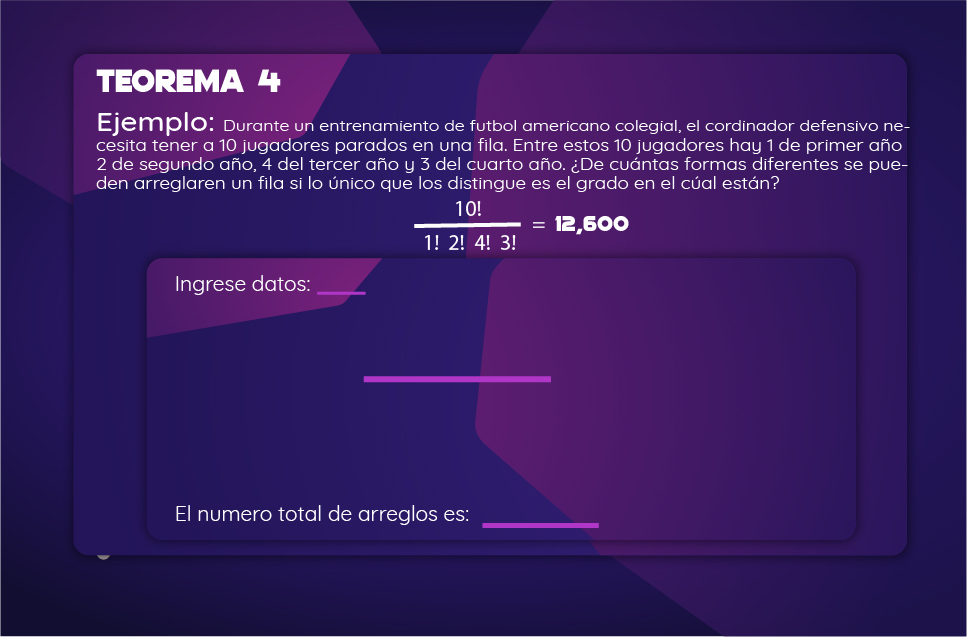 TEOREMA 4
Ejemplo: Durante un entrenamiento de futbol americano colegial, el cordinador defensivo ne-
cesita tener a 10 jugadores parados en una fila. Entre estos 10 jugadores hay 1 de primer año
2 de segundo año, 4 del tercer año y 3 del cuarto año. ¿De cuántas formas diferentes se pue-
den arreglaren un fila si lo único que los distingue es el grado en el cúal están?
10!
= 12,600
1! 2! 4! 3!
Ingrese datos:
El numero total de arreglos es: